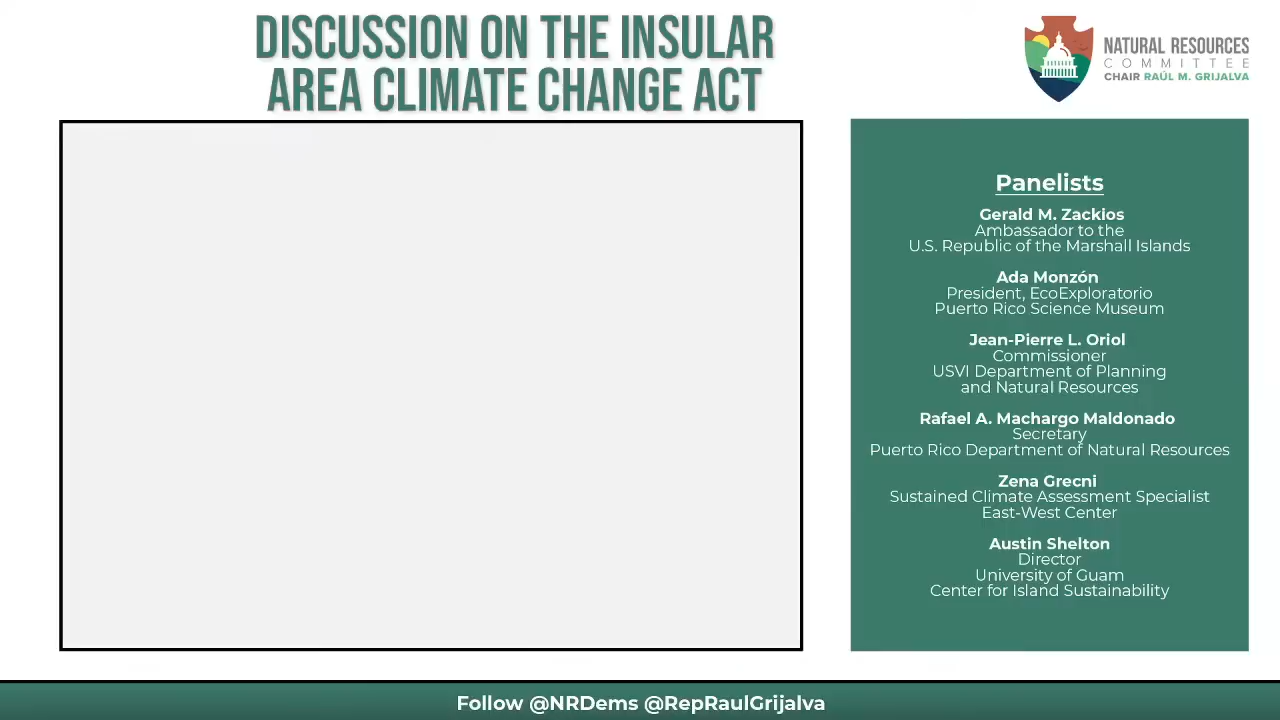 DISCUSSION ON THE INSULAR
AREA CLIMATE CHANGE ACT
NATURAL RESOURCES
COMMITTEE
CHAIR RAÚL M. GRIJALVA
Panelists
Gerald M. Zackios
Ambassador to the
U.S. Republic of the Marshall Islands
Ada Monzón
President, EcoExploratorio
Puerto Rico Science Museum
Jean-Pierre L. Oriol
Commissioner
USVI Department of Planning
and Natural Resources
Rafael A. Machargo Maldonado
Secretary
Puerto Rico Department of Natural Resources
Zena Grecni
Sustained Climate Assessment Specialist
East-West Center
Austin Shelton
Director
University of Guam
Center for Island Sustainability
Follow @NRDems @RepRaulGrijalva